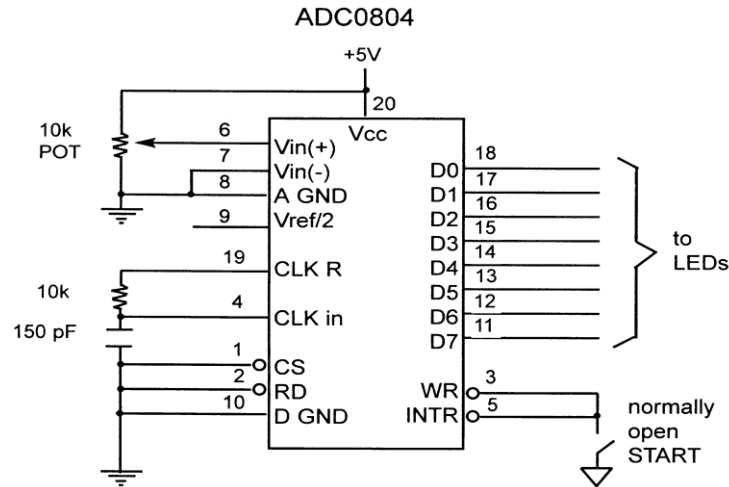 ADC0804
+5V
20
Vcc
10k
POT
6
Vin(+)
7
Vin(-)
8
A GND
9
Vref/2
19
CLK R
10k
4
CLK in
150 pF
1
CS
2
RD
10
D GND
18
D0
17
D1
16
D2
15
D3
14
D4
13
D5
12
D6
11
D7
to
LEDs
WR
3
INTR
5
normally
open
START